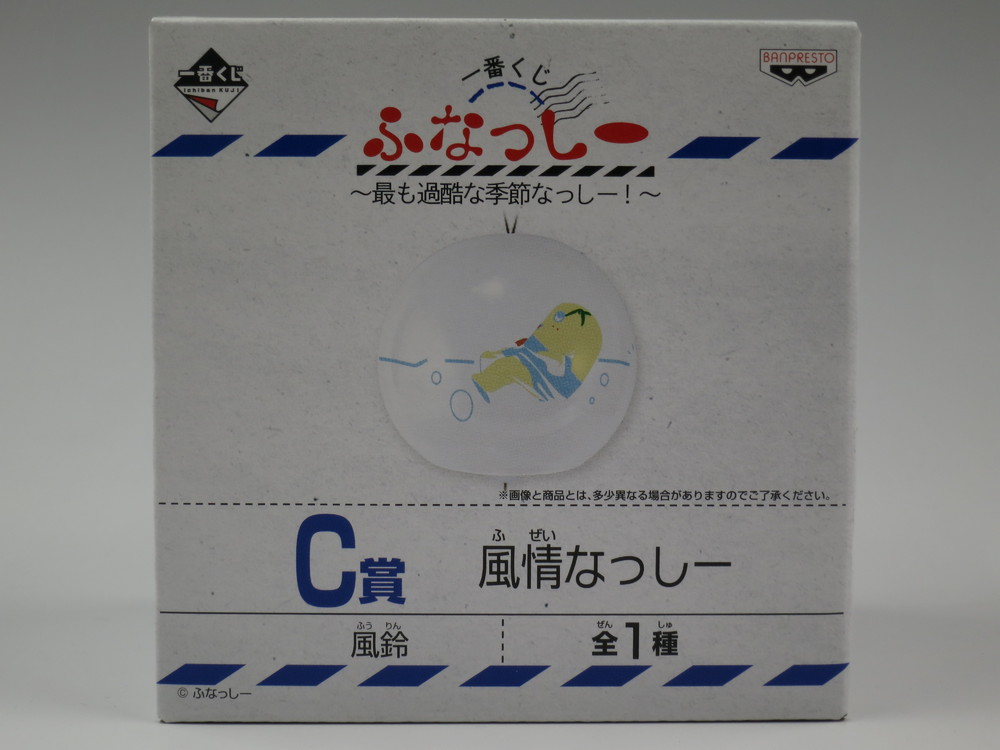 一番くじ
Ichiban KUJI
BANPRESTO
一番くじ
ふなっしー
～最も過酷な季節なっしー！～
※画像と商品とは、多少異なる場合がありますのでご了承ください。
C賞
ふ ぜい
風情なっしー
ふう りん
風鈴
ぜん しゅ
全1種
© ふなっしー